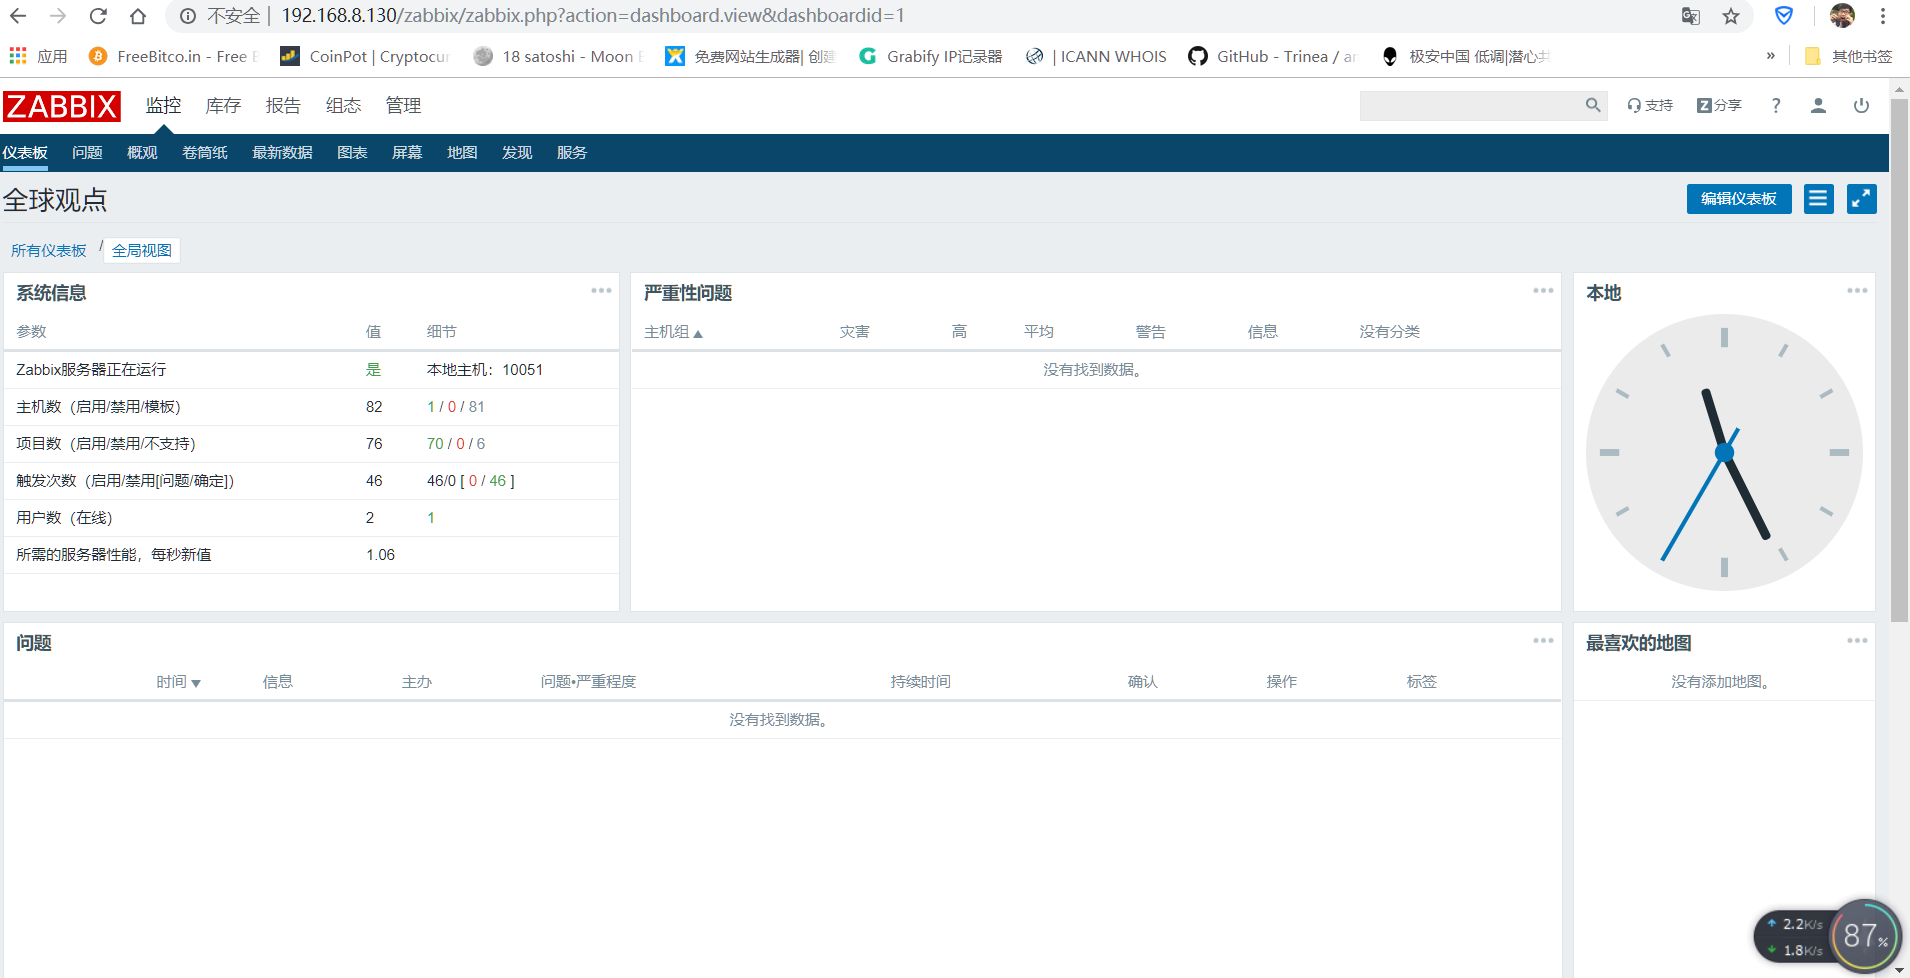 不安全 | 192.168.8.130/zabbix/zabbix.php?action=dashboard.view&dashboardid=1
应用 FreeBitco.in - Free CoinPot | Cryptocur 18 satoshi - Moon 免费网站生成器| 创建 Grabify IP记录器 | ICANN WHOIS GitHub - Trinea / an 极安中国 低调|潜心共 » 其他书签
ZABBIX 监控 库存 报告 组态 管理 支持 Z分享 ?
仪表板 问题 概观 卷筒纸 最新数据 图表 屏幕 地图 发现 服务
全球观点 编辑仪表板
所有仪表板 / 全局视图
系统信息
参数 值 细节
Zabbix服务器正在运行 是 本地主机：10051
主机数（启用/禁用/模板） 82 1 / 0 / 81
项目数（启用/禁用/不支持） 76 70 / 0 / 6
触发次数（启用/禁用[问题/确定]） 46 46/0 [ 0 / 46 ]
用户数（在线） 2 1
所需的服务器性能，每秒新值 1.06
严重性问题
主机组▲ 灾害 高 平均 警告 信息 没有分类
没有找到数据。
本地
问题
时间▼ 信息 主办 问题•严重程度 持续时间 确认 操作 标签
没有找到数据。
最喜欢的地图
没有添加地图。
2.2K/s
1.8K/s
87%